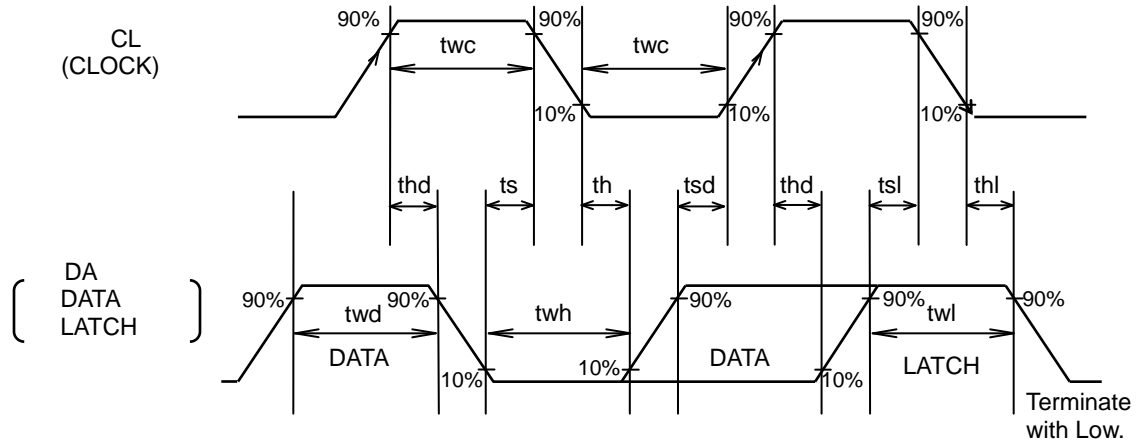 90% 90% 90% 90%
CL
(CLOCK)
twc twc
10% 10% 10%
thd ts th tsd thd tsl thl
DA
DATA
LATCH
90% 90% 90% 90% 90%
twd twh twl
DATA DATA LATCH
10% 10% 10%
Terminate
with Low.